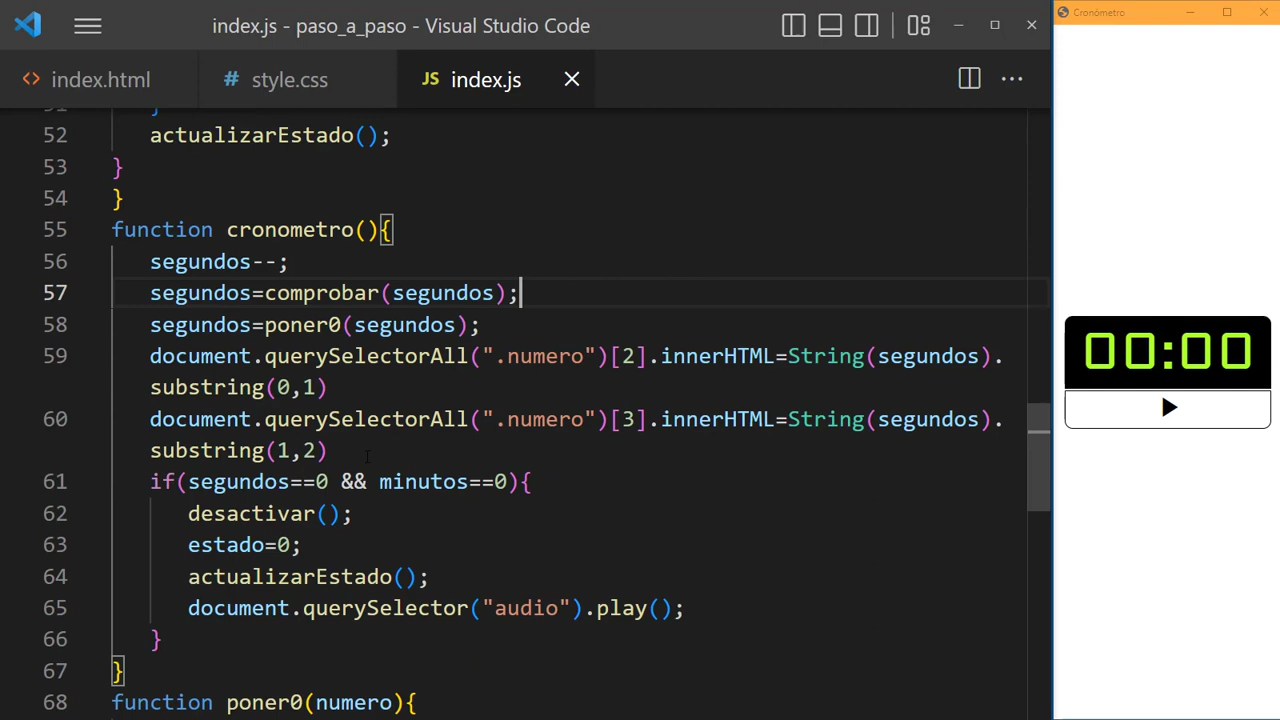 index.js - paso_a_paso - Visual Studio Code
Cronómetro
<> index.html
# style.css
JS index.js
51 }
52 actualizarEstado();
53 }
54 }
55 function cronometro(){
56 segundos--;
57 segundos=comprobar(segundos);
58 segundos=poner0(segundos);
59 document.querySelectorAll(".numero")[2].innerHTML=String(segundos).
substring(0,1)
60 document.querySelectorAll(".numero")[3].innerHTML=String(segundos).
substring(1,2)
61 if(segundos==0 && minutos==0){
62 desactivar();
63 estado=0;
64 actualizarEstado();
65 document.querySelector("audio").play();
66 }
67 }
68 function poner0(numero){
00:00